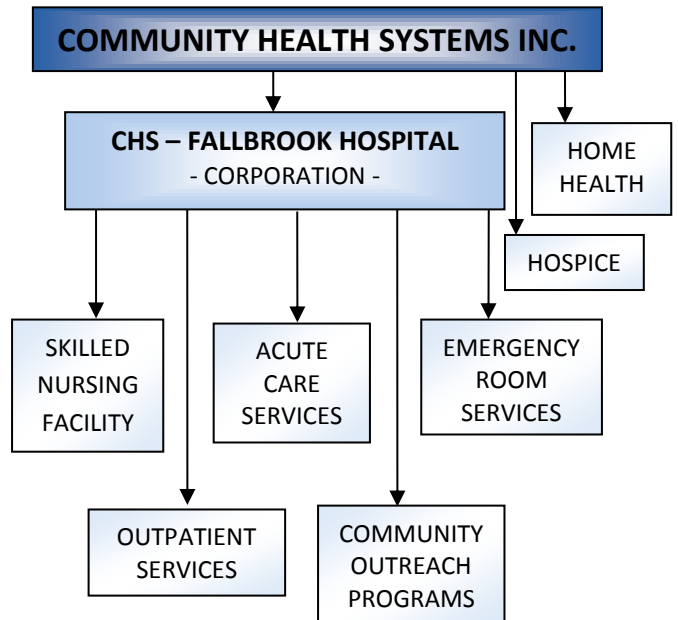 COMMUNITY HEALTH SYSTEMS INC.
CHS – FALLBROOK HOSPITAL
- CORPORATION -
HOME
HEALTH
HOSPICE
SKILLED
NURSING
FACILITY
ACUTE
CARE
SERVICES
EMERGENCY
ROOM
SERVICES
OUTPATIENT
SERVICES
COMMUNITY
OUTREACH
PROGRAMS